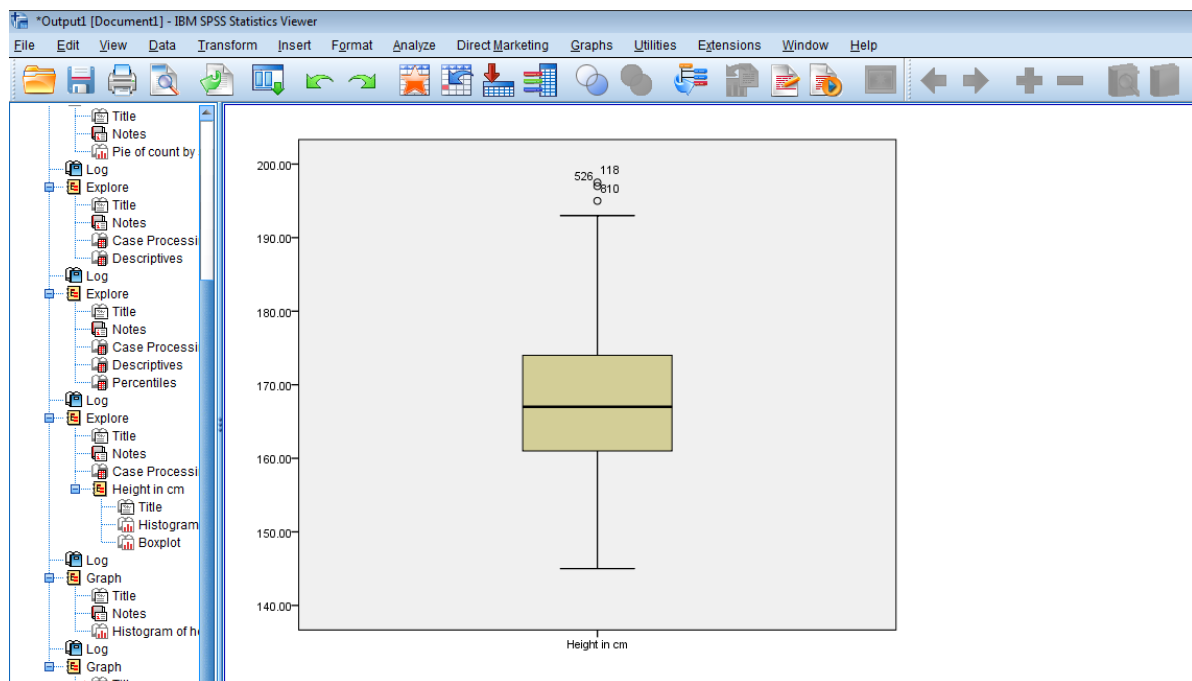 *Output1 [Document1] - IBM SPSS Statistics Viewer
File Edit View Data Transform Insert Format Analyze Direct Marketing Graphs Utilities Extensions Window Help
Title
Notes
Pie of count by
Log
Explore
Title
Notes
Case Processi
Descriptives
Log
Explore
Title
Notes
Case Processi
Descriptives
Percentiles
Log
Explore
Title
Notes
Case Processi
Height in cm
Title
Histogram
Boxplot
Log
Graph
Title
Notes
Histogram of h
Log
Graph
200.00
190.00
180.00
170.00
160.00
150.00
140.00
118
526
810
Height in cm